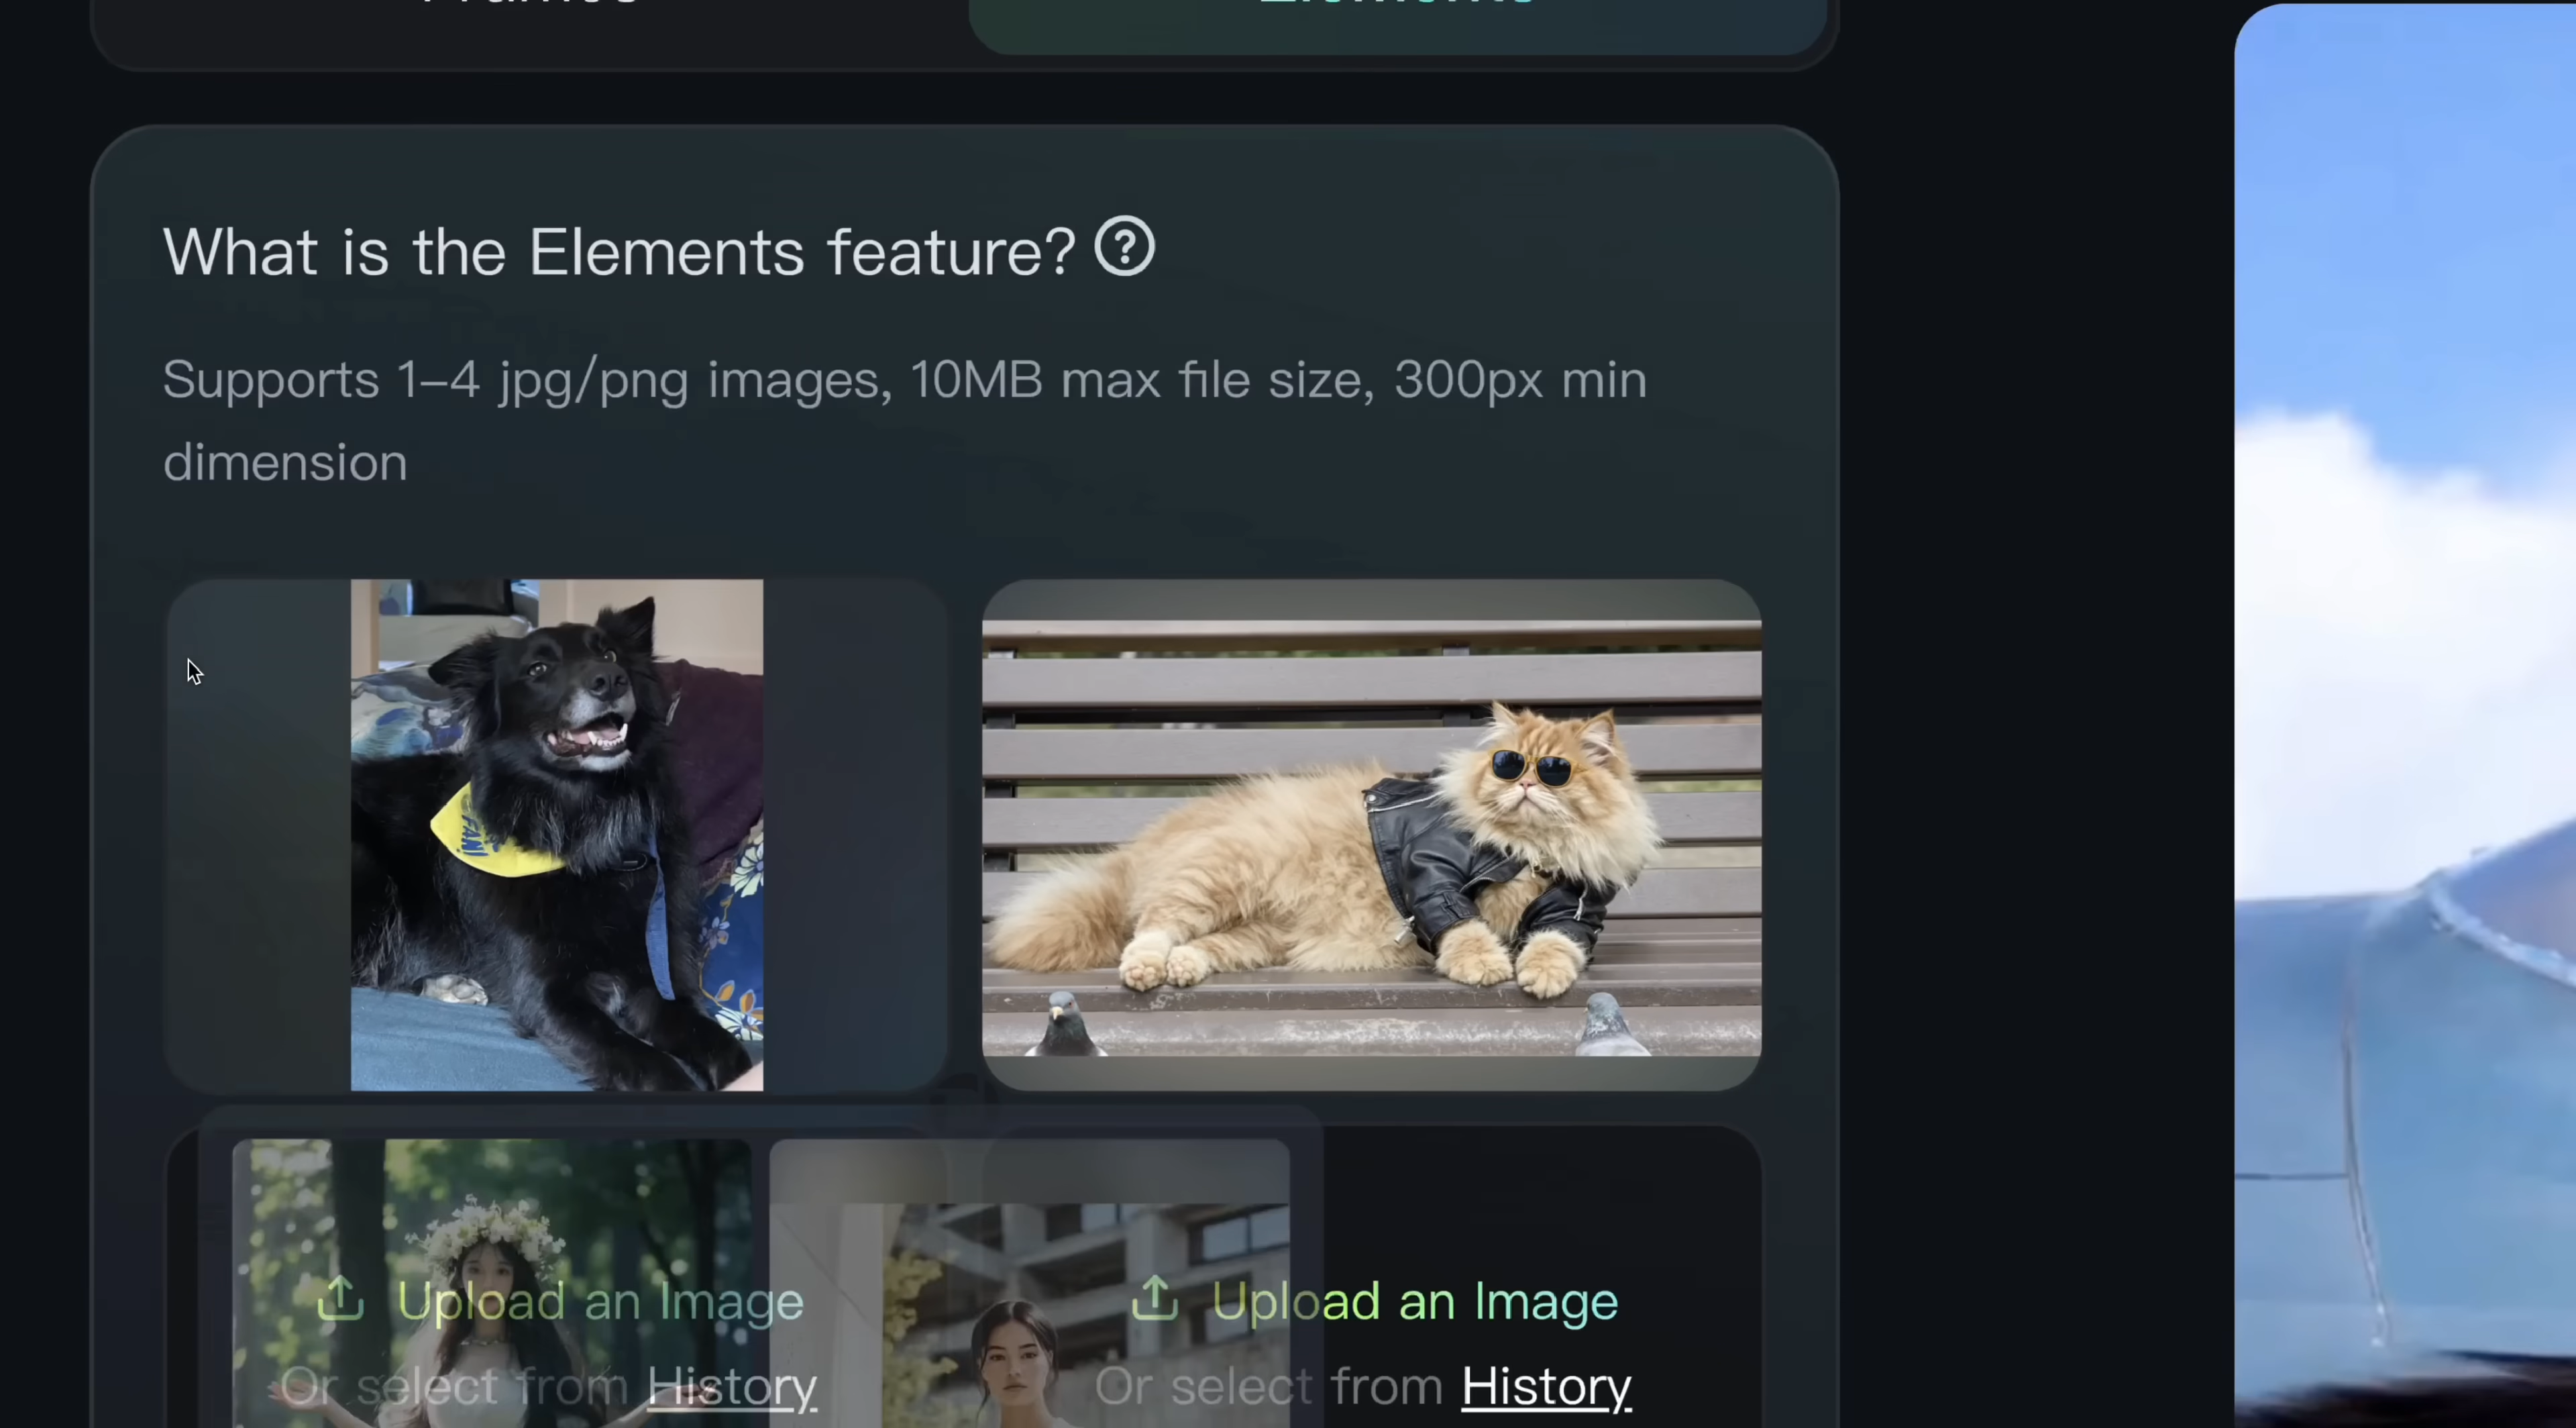 Elements
What is the Elements feature?
Supports 1–4 jpg/png images, 10MB max file size, 300px min
dimension
Upload an Image
Or select from History
Upload an Image
Or select from History